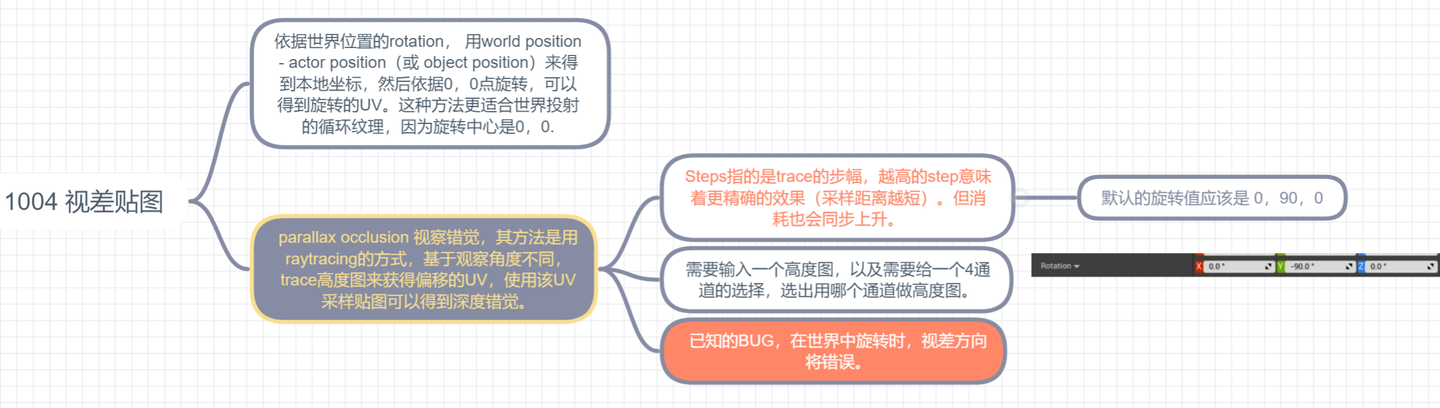 1004 视差贴图
依据世界位置的rotation， 用world position
- actor position（或 object position）来得
到本地坐标，然后依据0，0点旋转，可以
得到旋转的UV。这种方法更适合世界投射
的循环纹理，因为旋转中心是0，0.
parallax occlusion 视察错觉，其方法是用
raytracing的方式，基于观察角度不同，
trace高度图来获得偏移的UV，使用该UV
采样贴图可以得到深度错觉。
Steps指的是trace的步幅，越高的step意味
着更精确的效果（采样距离越短）。但消
耗也会同步上升。
默认的旋转值应该是 0，90，0
需要输入一个高度图，以及需要给一个4通
道的选择，选出用哪个通道做高度图。
Rotation X 0.0° Y -90.0° Z 0.0°
已知的BUG，在世界中旋转时，视差方向
将错误。